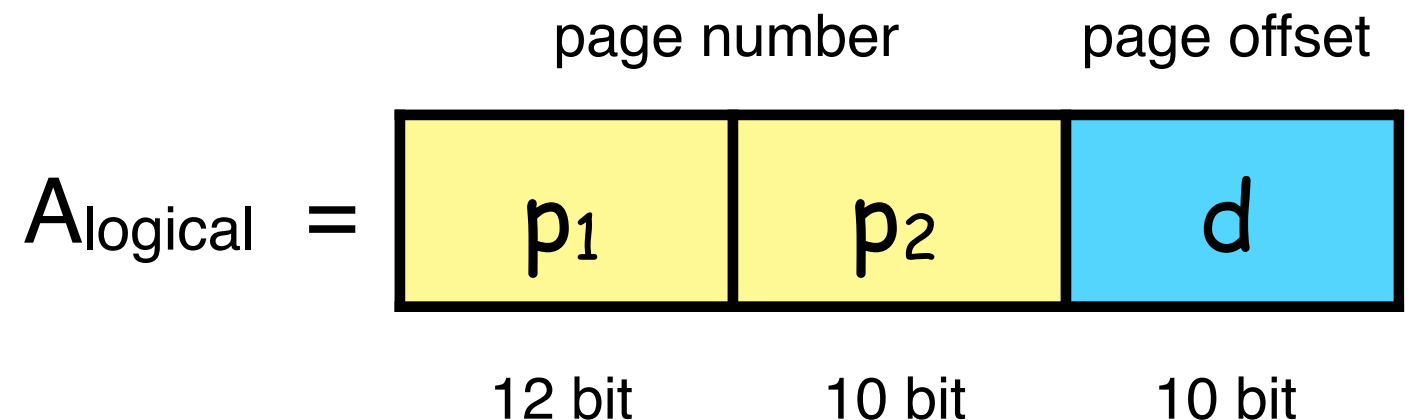 page number page offset
Alogical = p1 p2 d
12 bit 10 bit 10 bit